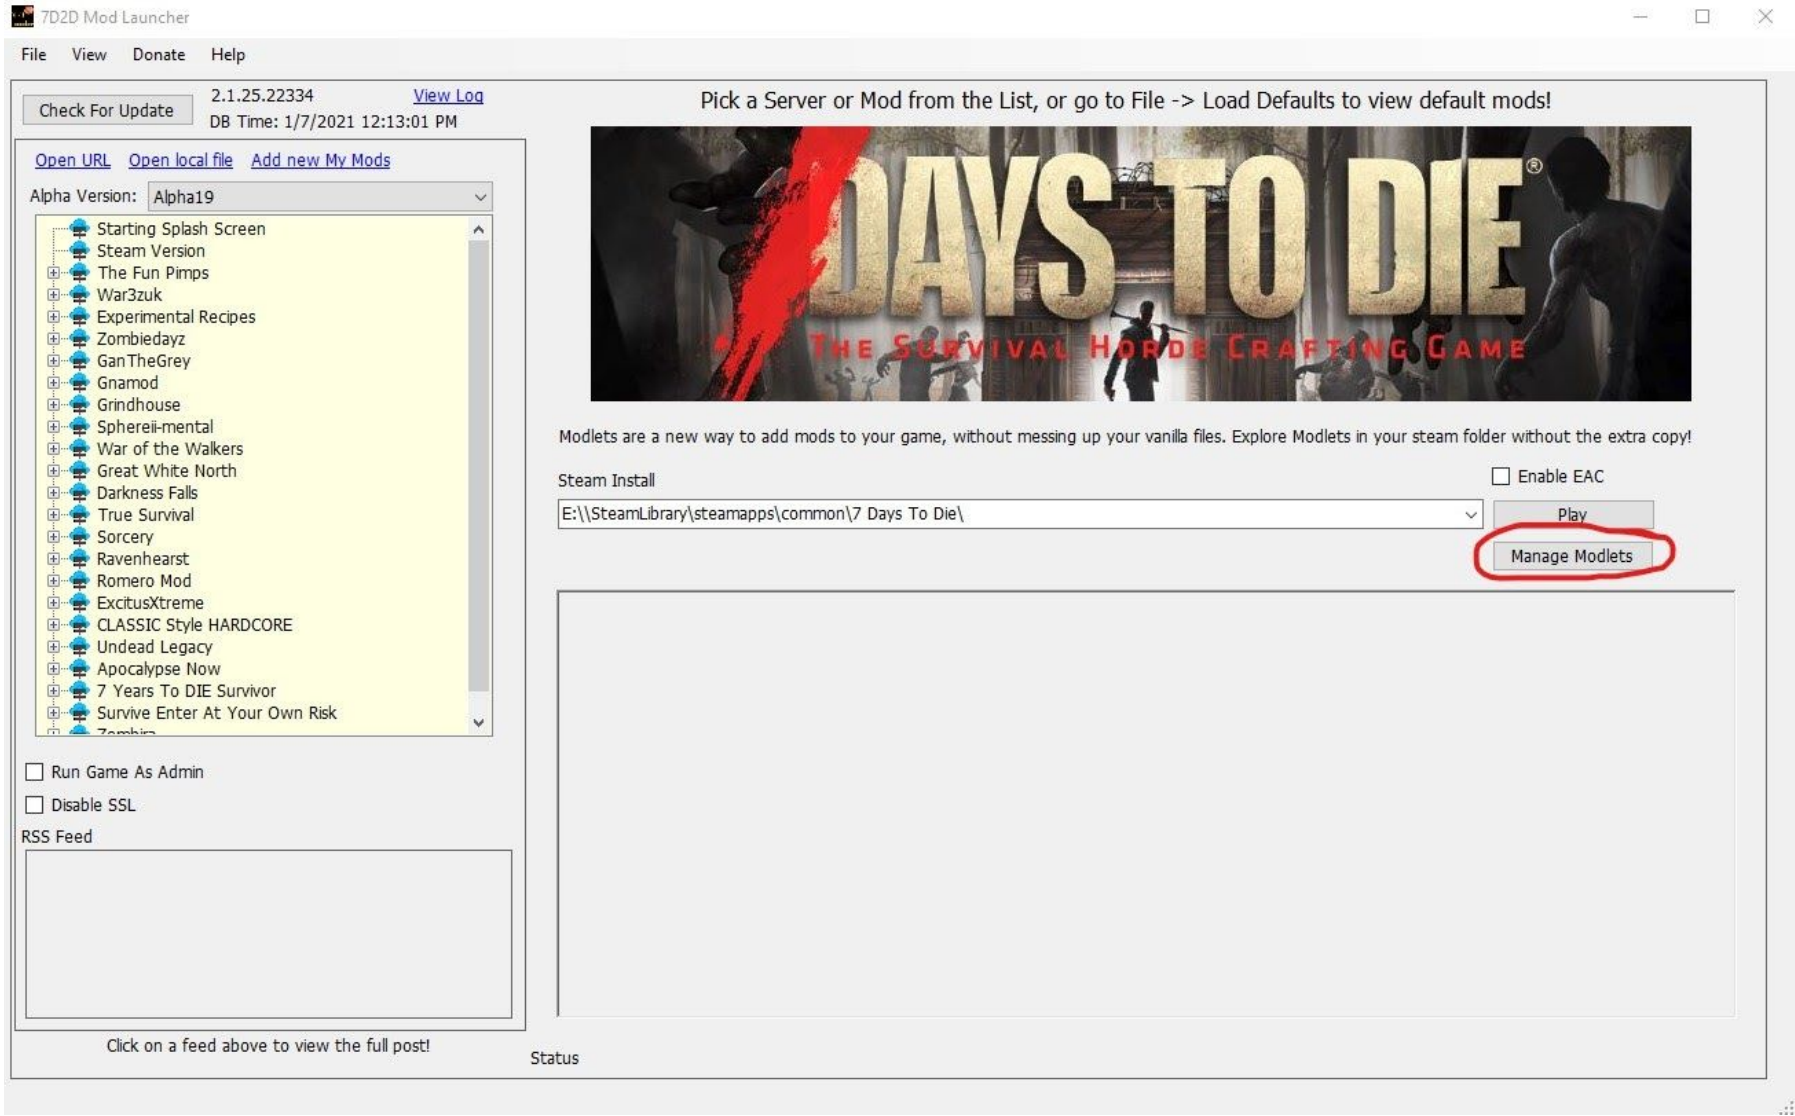 7D2D Mod Launcher
File View Donate Help
Check For Update
2.1.25.22334 View Log
DB Time: 1/7/2021 12:13:01 PM
Open URL Open local file Add new My Mods
Alpha Version: Alpha19
Starting Splash Screen
Steam Version
The Fun Pimps
War3zuk
Experimental Recipes
Zombiedayz
GanTheGrey
Gnamod
Grindhouse
Sphereii-mental
War of the Walkers
Great White North
Darkness Falls
True Survival
Sorcery
Ravenhearst
Romero Mod
ExcitusXtreme
CLASSIC Style HARDCORE
Undead Legacy
Apocalypse Now
7 Years To DIE Survivor
Survive Enter At Your Own Risk
Run Game As Admin
Disable SSL
RSS Feed
Click on a feed above to view the full post!
Pick a Server or Mod from the List, or go to File -> Load Defaults to view default mods!
7 DAYS TO DIE®
THE SURVIVAL HORDE CRAFTING GAME
Modlets are a new way to add mods to your game, without messing up your vanilla files. Explore Modlets in your steam folder without the extra copy!
Steam Install
Enable EAC
E:\\SteamLibrary\steamapps\common\7 Days To Die\
Play
Manage Modlets
Status